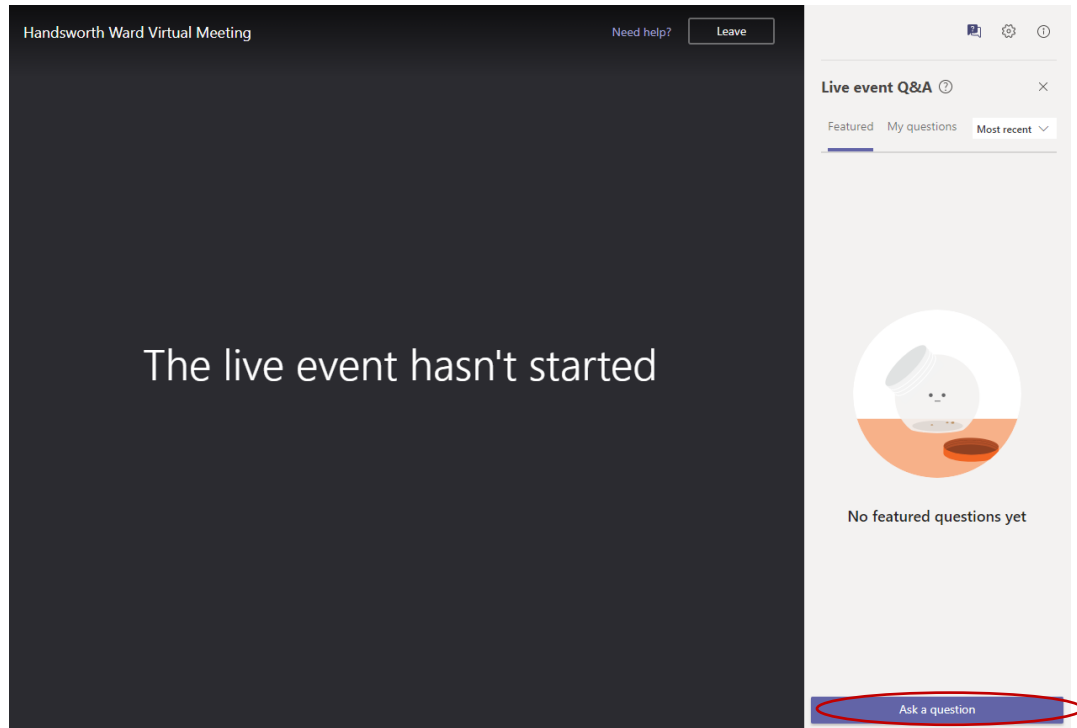 Handsworth Ward Virtual Meeting
Need help?
Leave
The live event hasn't started
Live event Q&A
Featured My questions Most recent
No featured questions yet
Ask a question